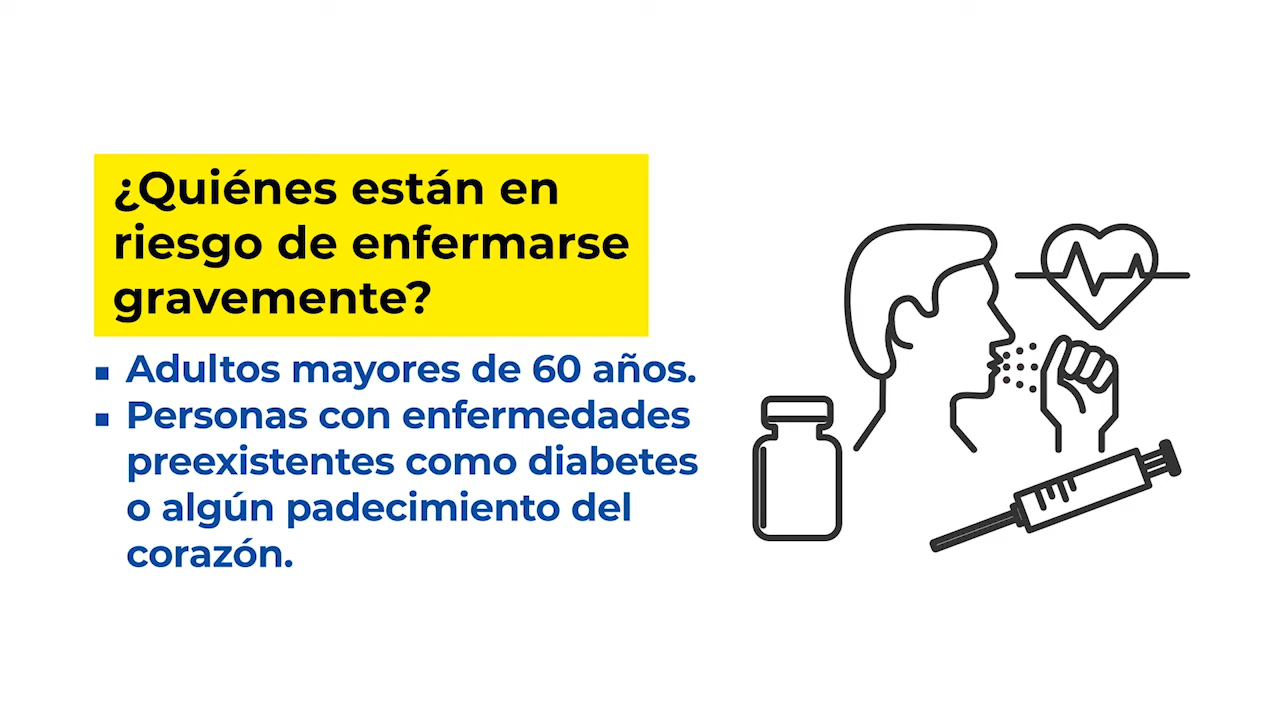 ¿Quiénes están en
riesgo de enfermarse
gravemente?
▪ Adultos mayores de 60 años.
▪ Personas con enfermedades
preexistentes como diabetes
o algún padecimiento del
corazón.